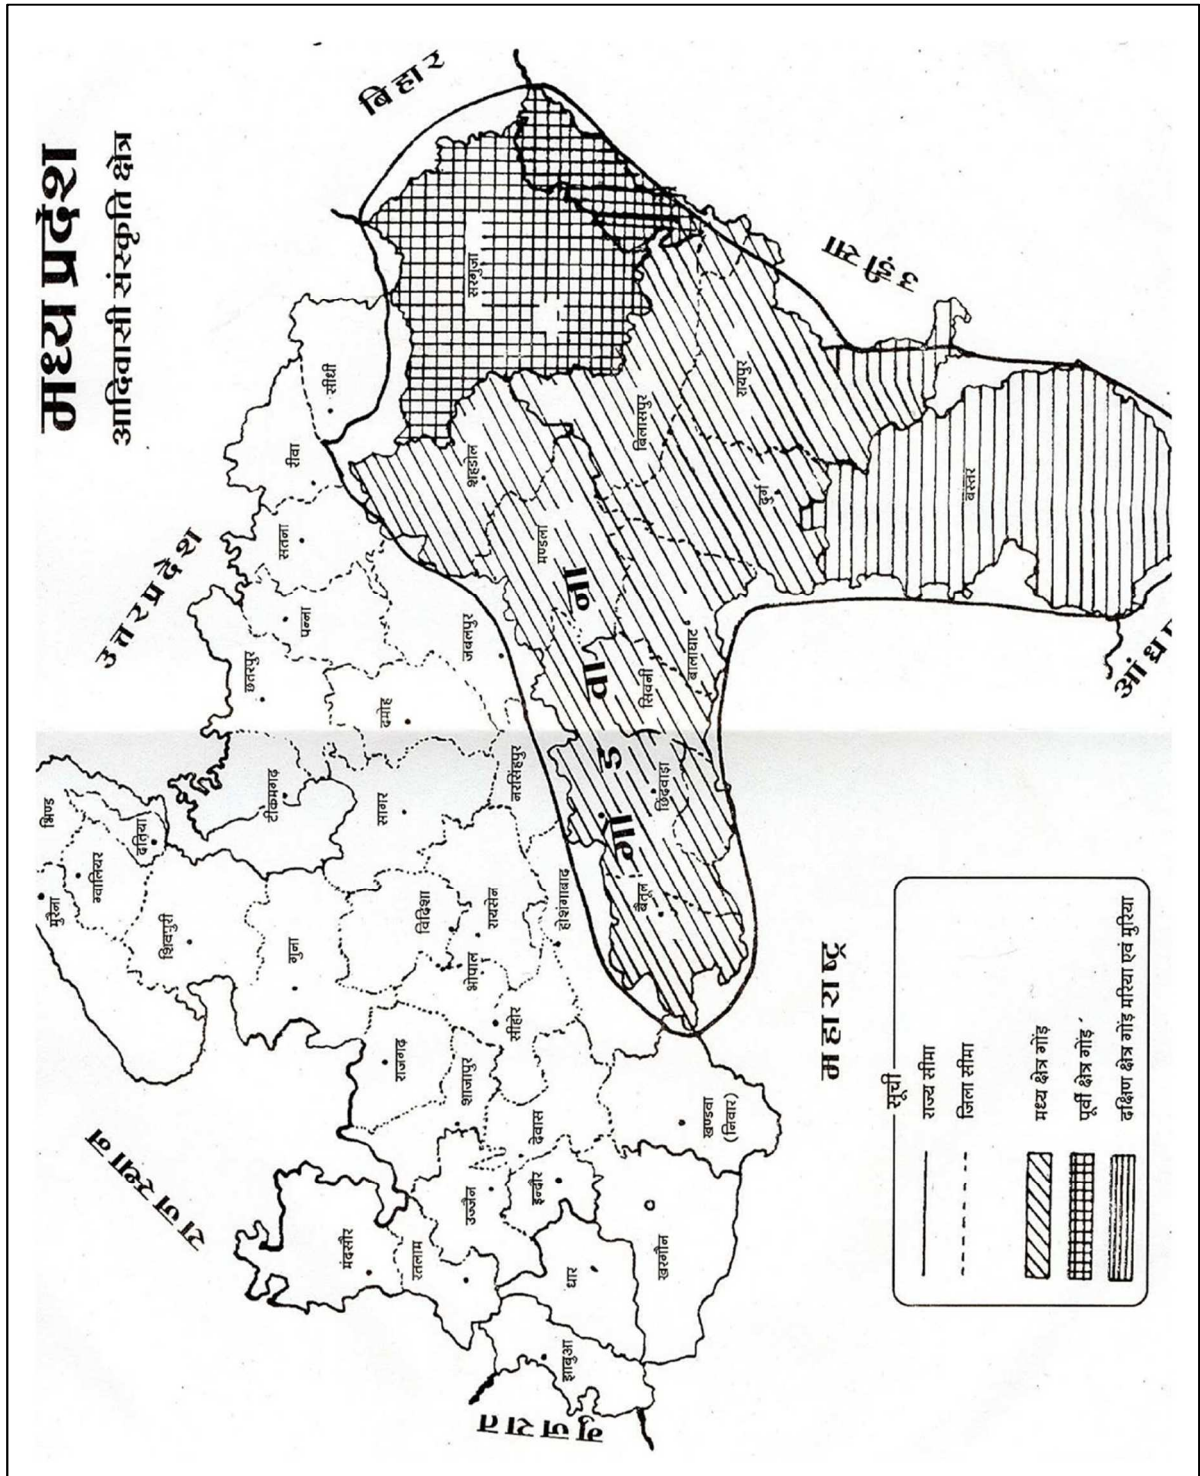 मध्य प्रदेश
आदिवासी संस्कृति क्षेत्र
बिहार
उत्तरप्रदेश
राजस्थान
गुजरात
महाराष्ट्र
उड़ीसा
सरगुजा
सीधी
रीवा
सतना
पन्ना
छतरपुर
टीकमगढ़
दमोह
सागर
जबलपुर
नरसिंहपुर
शहडोल
मण्डला
बिलासपुर
रायपुर
दुर्ग
बस्तर
बालाघाट
सिवनी
छिंदवाड़ा
बैतूल
गोंडवाना
होशंगाबाद
रायसेन
विदिशा
भोपाल
सीहोर
भिण्ड
मुरैना
ग्वालियर
दतिया
शिवपुरी
गुना
राजगढ़
शाजापुर
देवास
उज्जैन
इन्दौर
खण्डवा
(निवार)
खरगौन
धार
झाबुआ
रतलाम
मंदसौर
सूची
राज्य सीमा
जिला सीमा
मध्य क्षेत्र गोंड़
पूर्वी क्षेत्र गोंड़
दक्षिण क्षेत्र गोंड़ मरिया एवं मुरिया